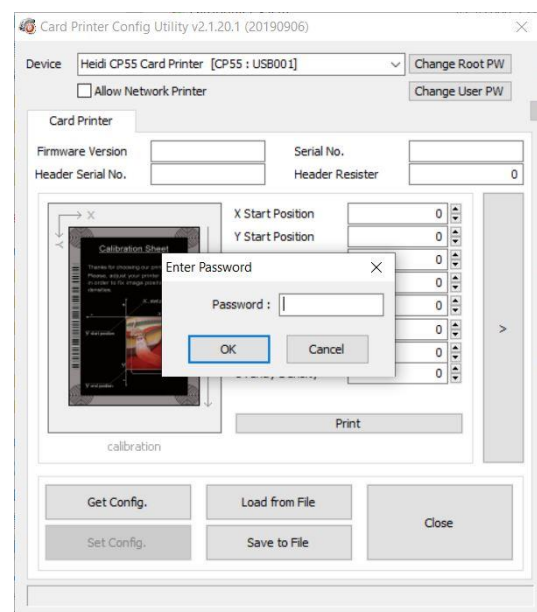 Card Printer Config Utility v2.1.20.1 (20190906)
Device Heidi CP55 Card Printer [CP55 : USB001] Change Root PW
Allow Network Printer Change User PW
Card Printer
Firmware Version Serial No.
Header Serial No. Header Resister 0
X
Y
X Start Position 0
Y Start Position 0
0
0
0
0
0
0
Calibration Sheet
Enter Password
Password :
OK Cancel
>
Print
calibration
Get Config. Load from File
Close
Set Config. Save to File